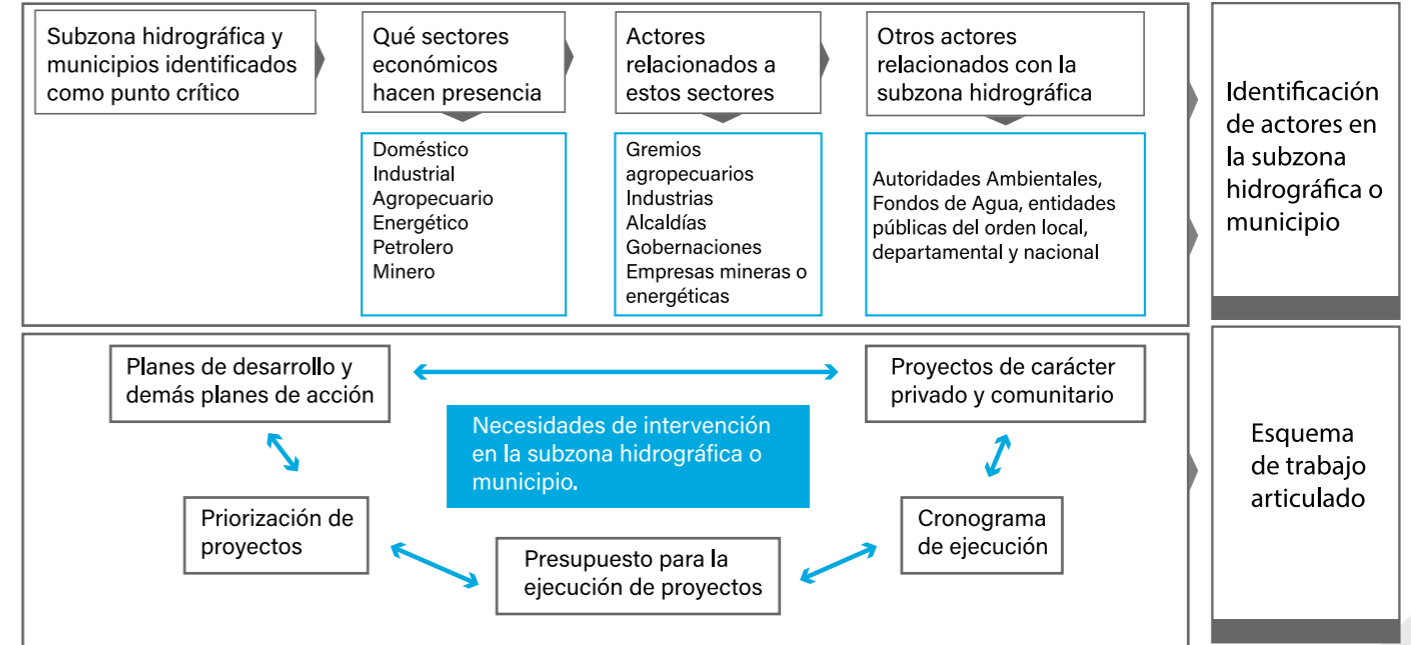 Subzona hidrográfica y
municipios identificados
como punto crítico
Qué sectores
económicos
hacen presencia
Actores
relacionados a
estos sectores
Otros actores
relacionados con la
subzona hidrográfica
Doméstico
Industrial
Agropecuario
Energético
Petrolero
Minero
Gremios
agropecuarios
Industrias
Alcaldías
Gobernaciones
Empresas mineras o
energéticas
Autoridades Ambientales,
Fondos de Agua, entidades
públicas del orden local,
departamental y nacional
Identificación
de actores en
la subzona
hidrográfica o
municipio
Planes de desarrollo y
demás planes de acción
Proyectos de carácter
privado y comunitario
Necesidades de intervención
en la subzona hidrográfica o
municipio.
Priorización de
proyectos
Presupuesto para la
ejecución de proyectos
Cronograma
de ejecución
Esquema
de trabajo
articulado